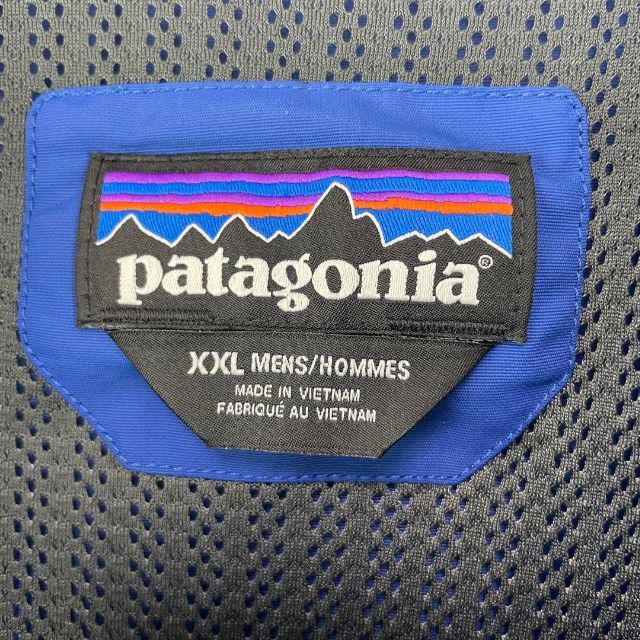 patagonia®
XXL MENS/HOMMES
MADE IN VIETNAM
FABRIQUÉ AU VIETNAM